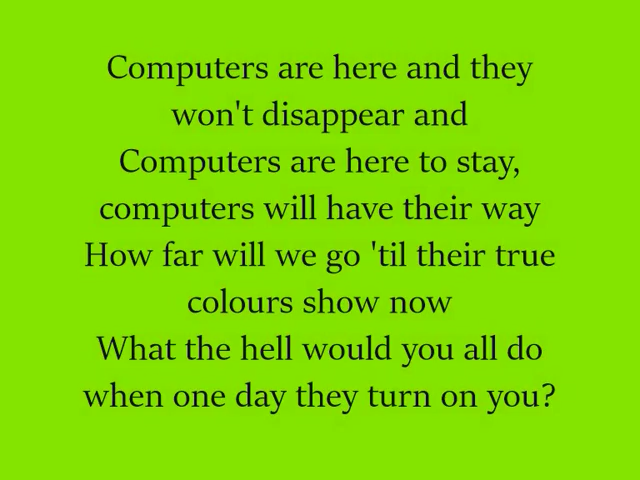 Computers are here and they
won't disappear and
Computers are here to stay,
computers will have their way
How far will we go 'til their true
colours show now
What the hell would you all do
when one day they turn on you?